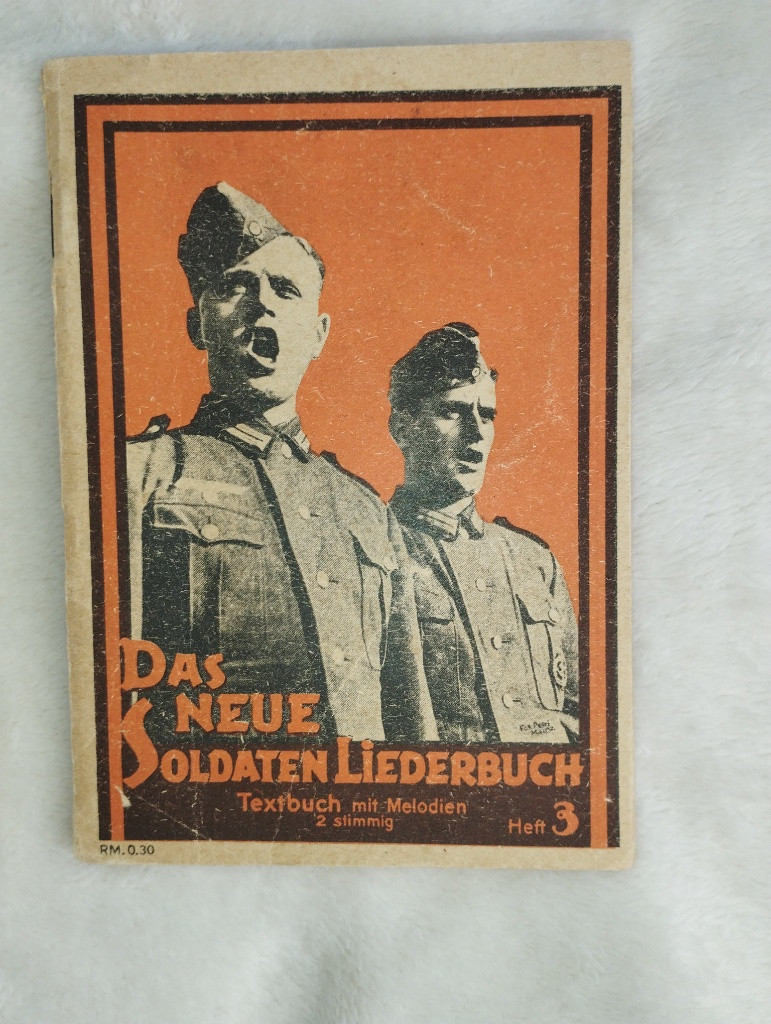 DAS
NEUE
SOLDATEN LIEDERBUCH
Textbuch mit Melodien
2 stimmig
Heft 3
RM. 0.30